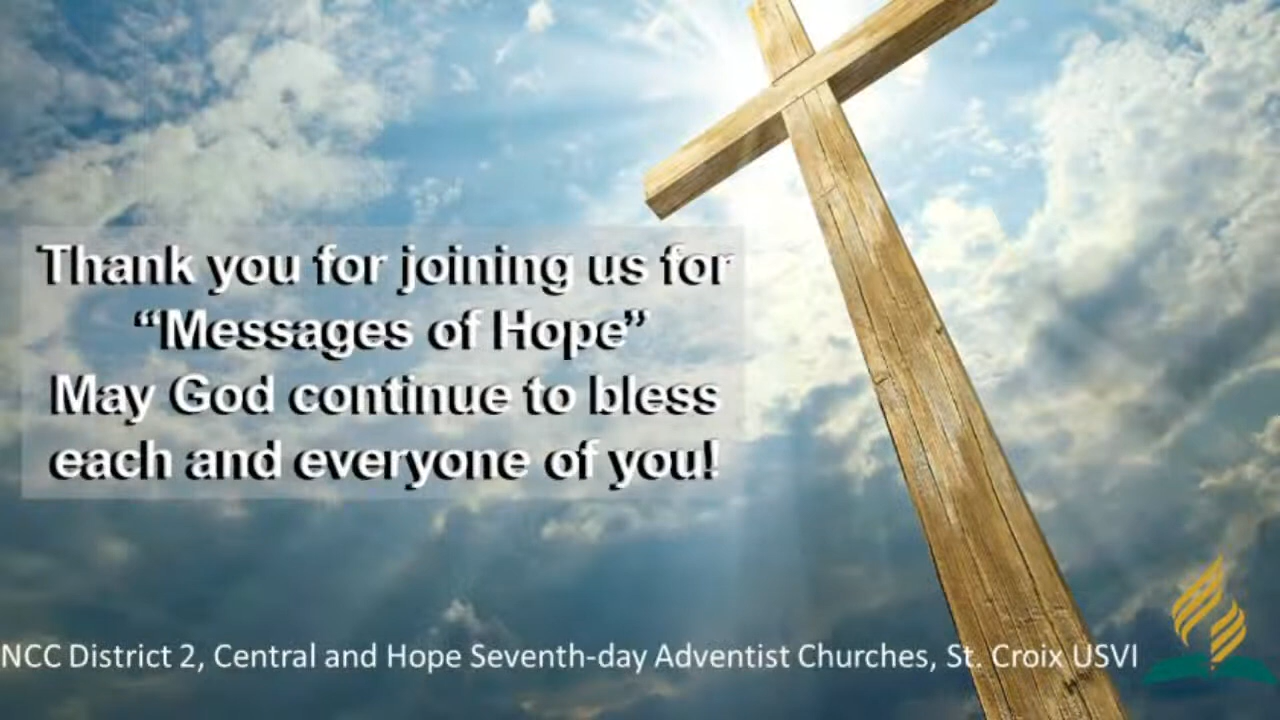 Thank you for joining us for
“Messages of Hope”
May God continue to bless
each and everyone of you!
NCC District 2, Central and Hope Seventh-day Adventist Churches, St. Croix USVI